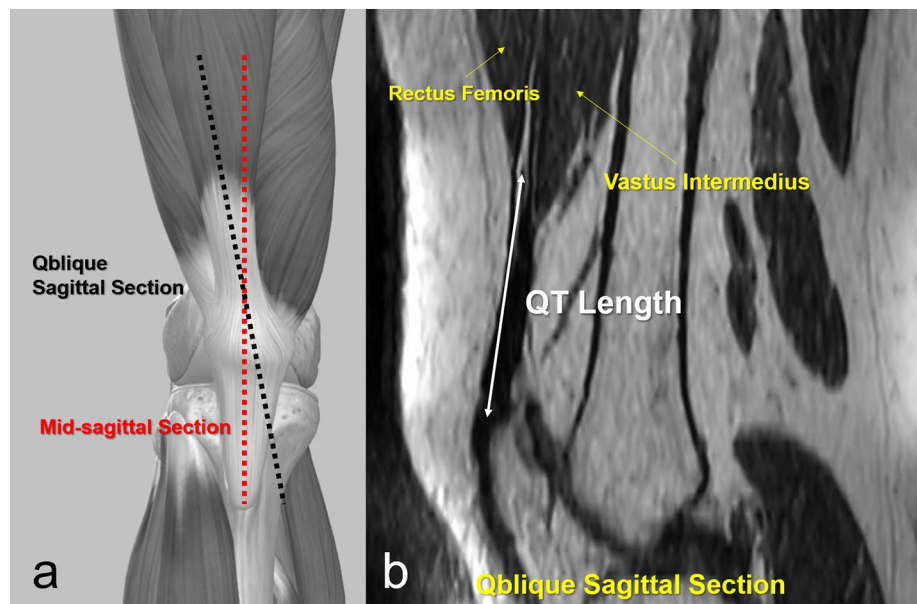 Qblique
Sagittal Section
Mid-sagittal Section
a
Rectus Femoris
Vastus Intermedius
QT Length
b
Qblique Sagittal Section